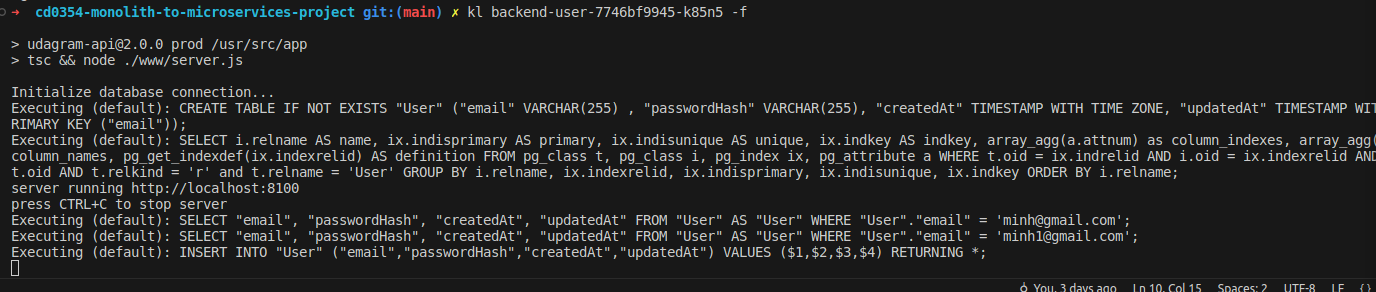 ➜ cd0354-monolith-to-microservices-project git:(main) ✗ kl backend-user-7746bf9945-k85n5 -f
> udagram-api@2.0.0 prod /usr/src/app
> tsc && node ./www/server.js
Initialize database connection...
Executing (default): CREATE TABLE IF NOT EXISTS "User" ("email" VARCHAR(255) , "passwordHash" VARCHAR(255), "createdAt" TIMESTAMP WITH TIME ZONE, "updatedAt" TIMESTAMP WIT
RIMARY KEY ("email"));
Executing (default): SELECT i.relname AS name, ix.indisprimary AS primary, ix.indisunique AS unique, ix.indkey AS indkey, array_agg(a.attnum) as column_indexes, array_agg(
column_names, pg_get_indexdef(ix.indexrelid) AS definition FROM pg_class t, pg_class i, pg_index ix, pg_attribute a WHERE t.oid = ix.indrelid AND i.oid = ix.indexrelid AND
t.oid AND t.relkind = 'r' and t.relname = 'User' GROUP BY i.relname, ix.indexrelid, ix.indisprimary, ix.indisunique, ix.indkey ORDER BY i.relname;
server running http://localhost:8100
press CTRL+C to stop server
Executing (default): SELECT "email", "passwordHash", "createdAt", "updatedAt" FROM "User" AS "User" WHERE "User"."email" = 'minh@gmail.com';
Executing (default): SELECT "email", "passwordHash", "createdAt", "updatedAt" FROM "User" AS "User" WHERE "User"."email" = 'minh1@gmail.com';
Executing (default): INSERT INTO "User" ("email","passwordHash","createdAt","updatedAt") VALUES ($1,$2,$3,$4) RETURNING *;
You, 3 days ago Ln 10, Col 15 Spaces: 2 UTF-8 LF {}